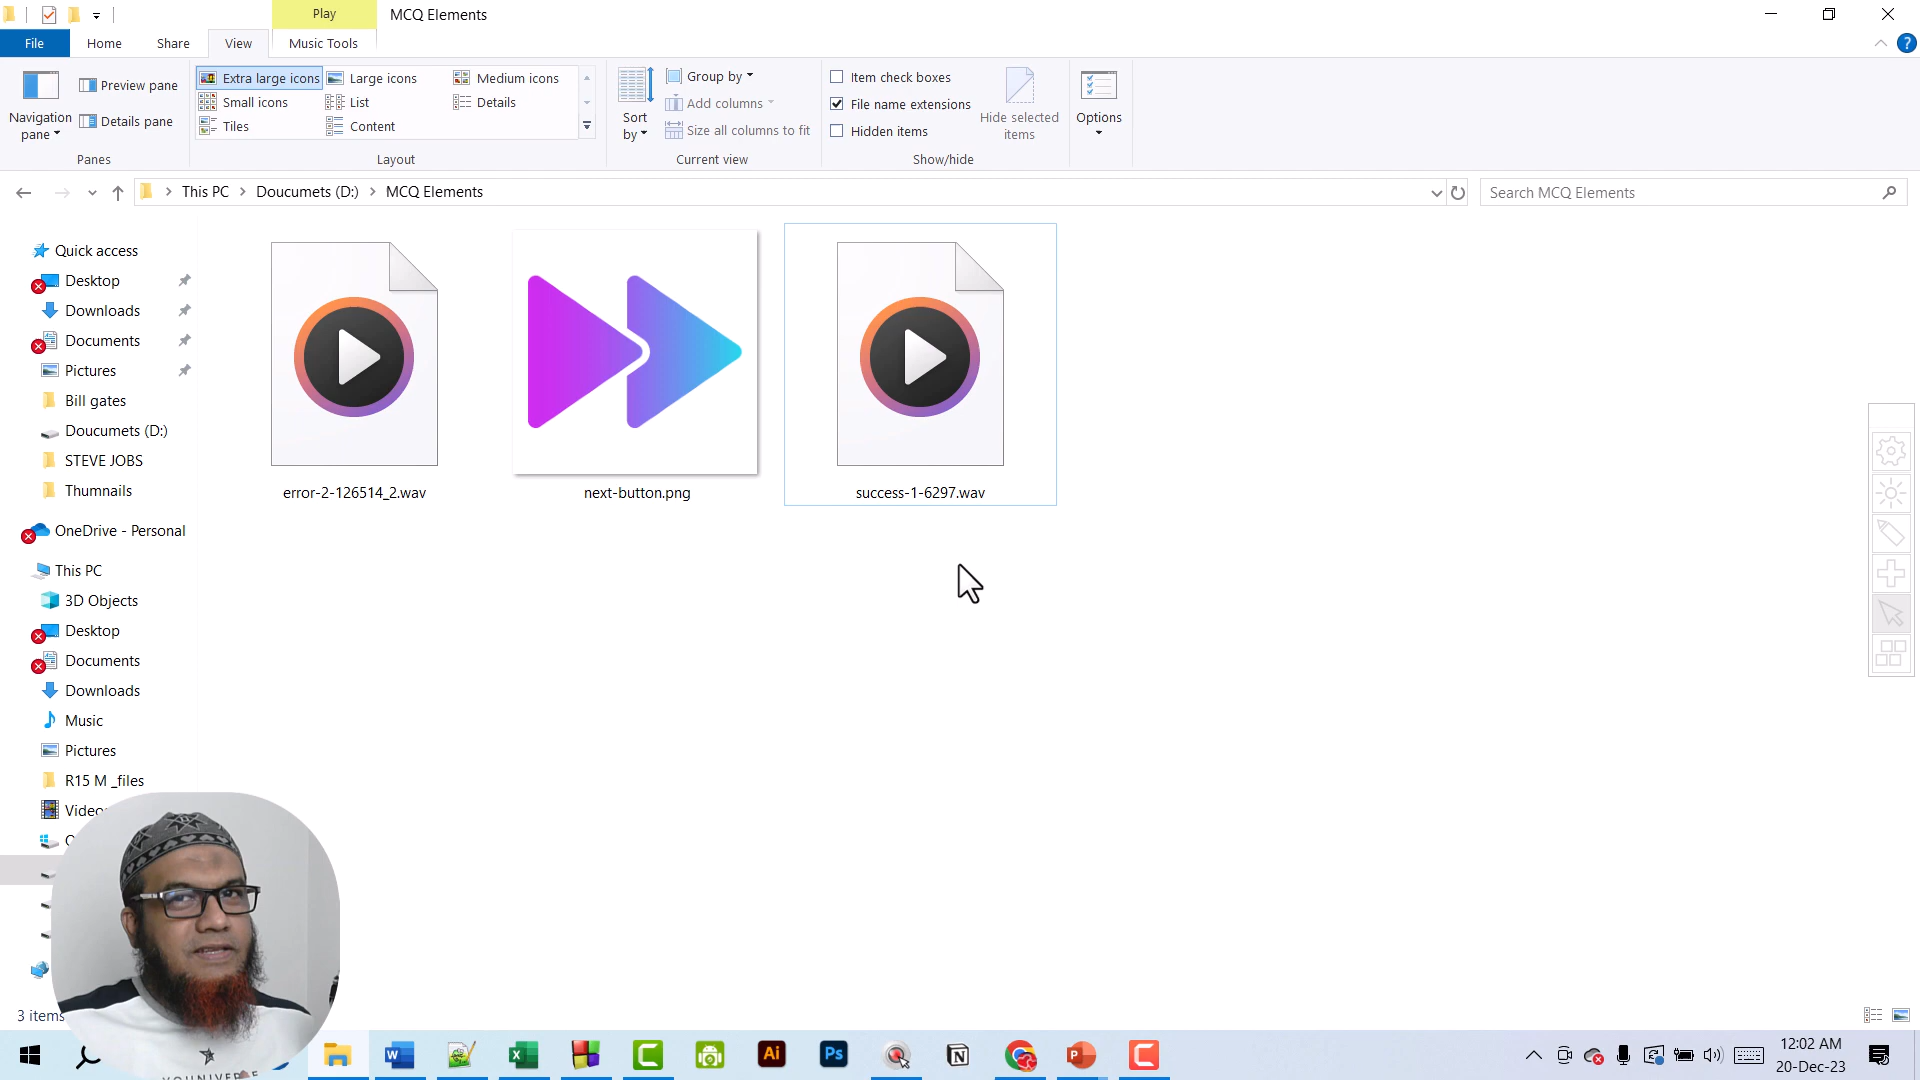 Play
MCQ Elements
File
Home
Share
View
Music Tools
Navigation pane
Preview pane
Details pane
Panes
Extra large icons
Large icons
Medium icons
Small icons
List
Details
Tiles
Content
Layout
Sort by
Group by
Add columns
Size all columns to fit
Current view
Item check boxes
File name extensions
Hidden items
Hide selected items
Show/hide
Options
This PC > Doucumets (D:) > MCQ Elements
Search MCQ Elements
Quick access
Desktop
Downloads
Documents
Pictures
Bill gates
Doucumets (D:)
STEVE JOBS
Thumnails
OneDrive - Personal
This PC
3D Objects
Desktop
Documents
Downloads
Music
Pictures
R15 M _files
error-2-126514_2.wav
next-button.png
success-1-6297.wav
3 items
Ai
Ps
12:02 AM
20-Dec-23